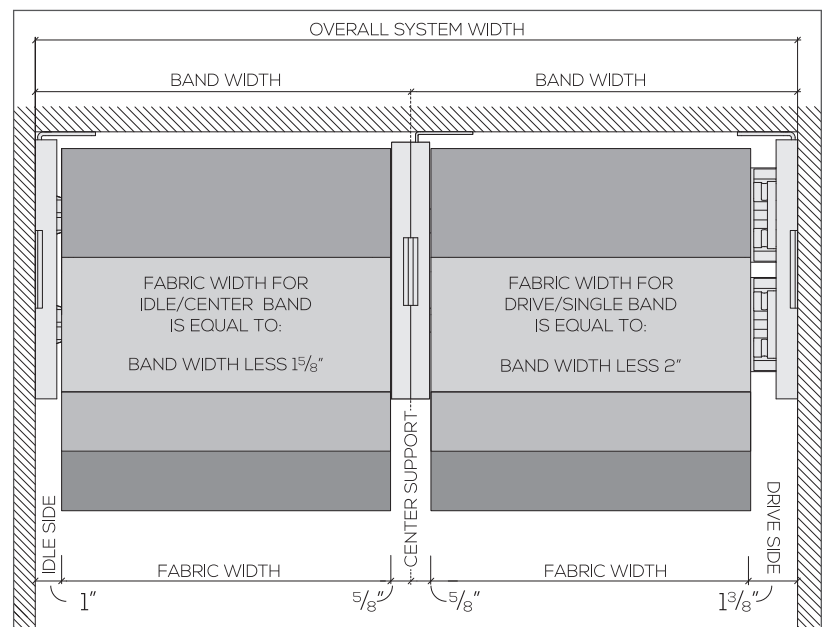 OVERALL SYSTEM WIDTH
BAND WIDTH
BAND WIDTH
FABRIC WIDTH FOR
IDLE/CENTER BAND
IS EQUAL TO:
BAND WIDTH LESS 1⅝"
FABRIC WIDTH FOR
DRIVE/SINGLE BAND
IS EQUAL TO:
BAND WIDTH LESS 2"
IDLE SIDE
CENTER SUPPORT
DRIVE SIDE
FABRIC WIDTH
FABRIC WIDTH
1"
⅝"
⅝"
1⅜"